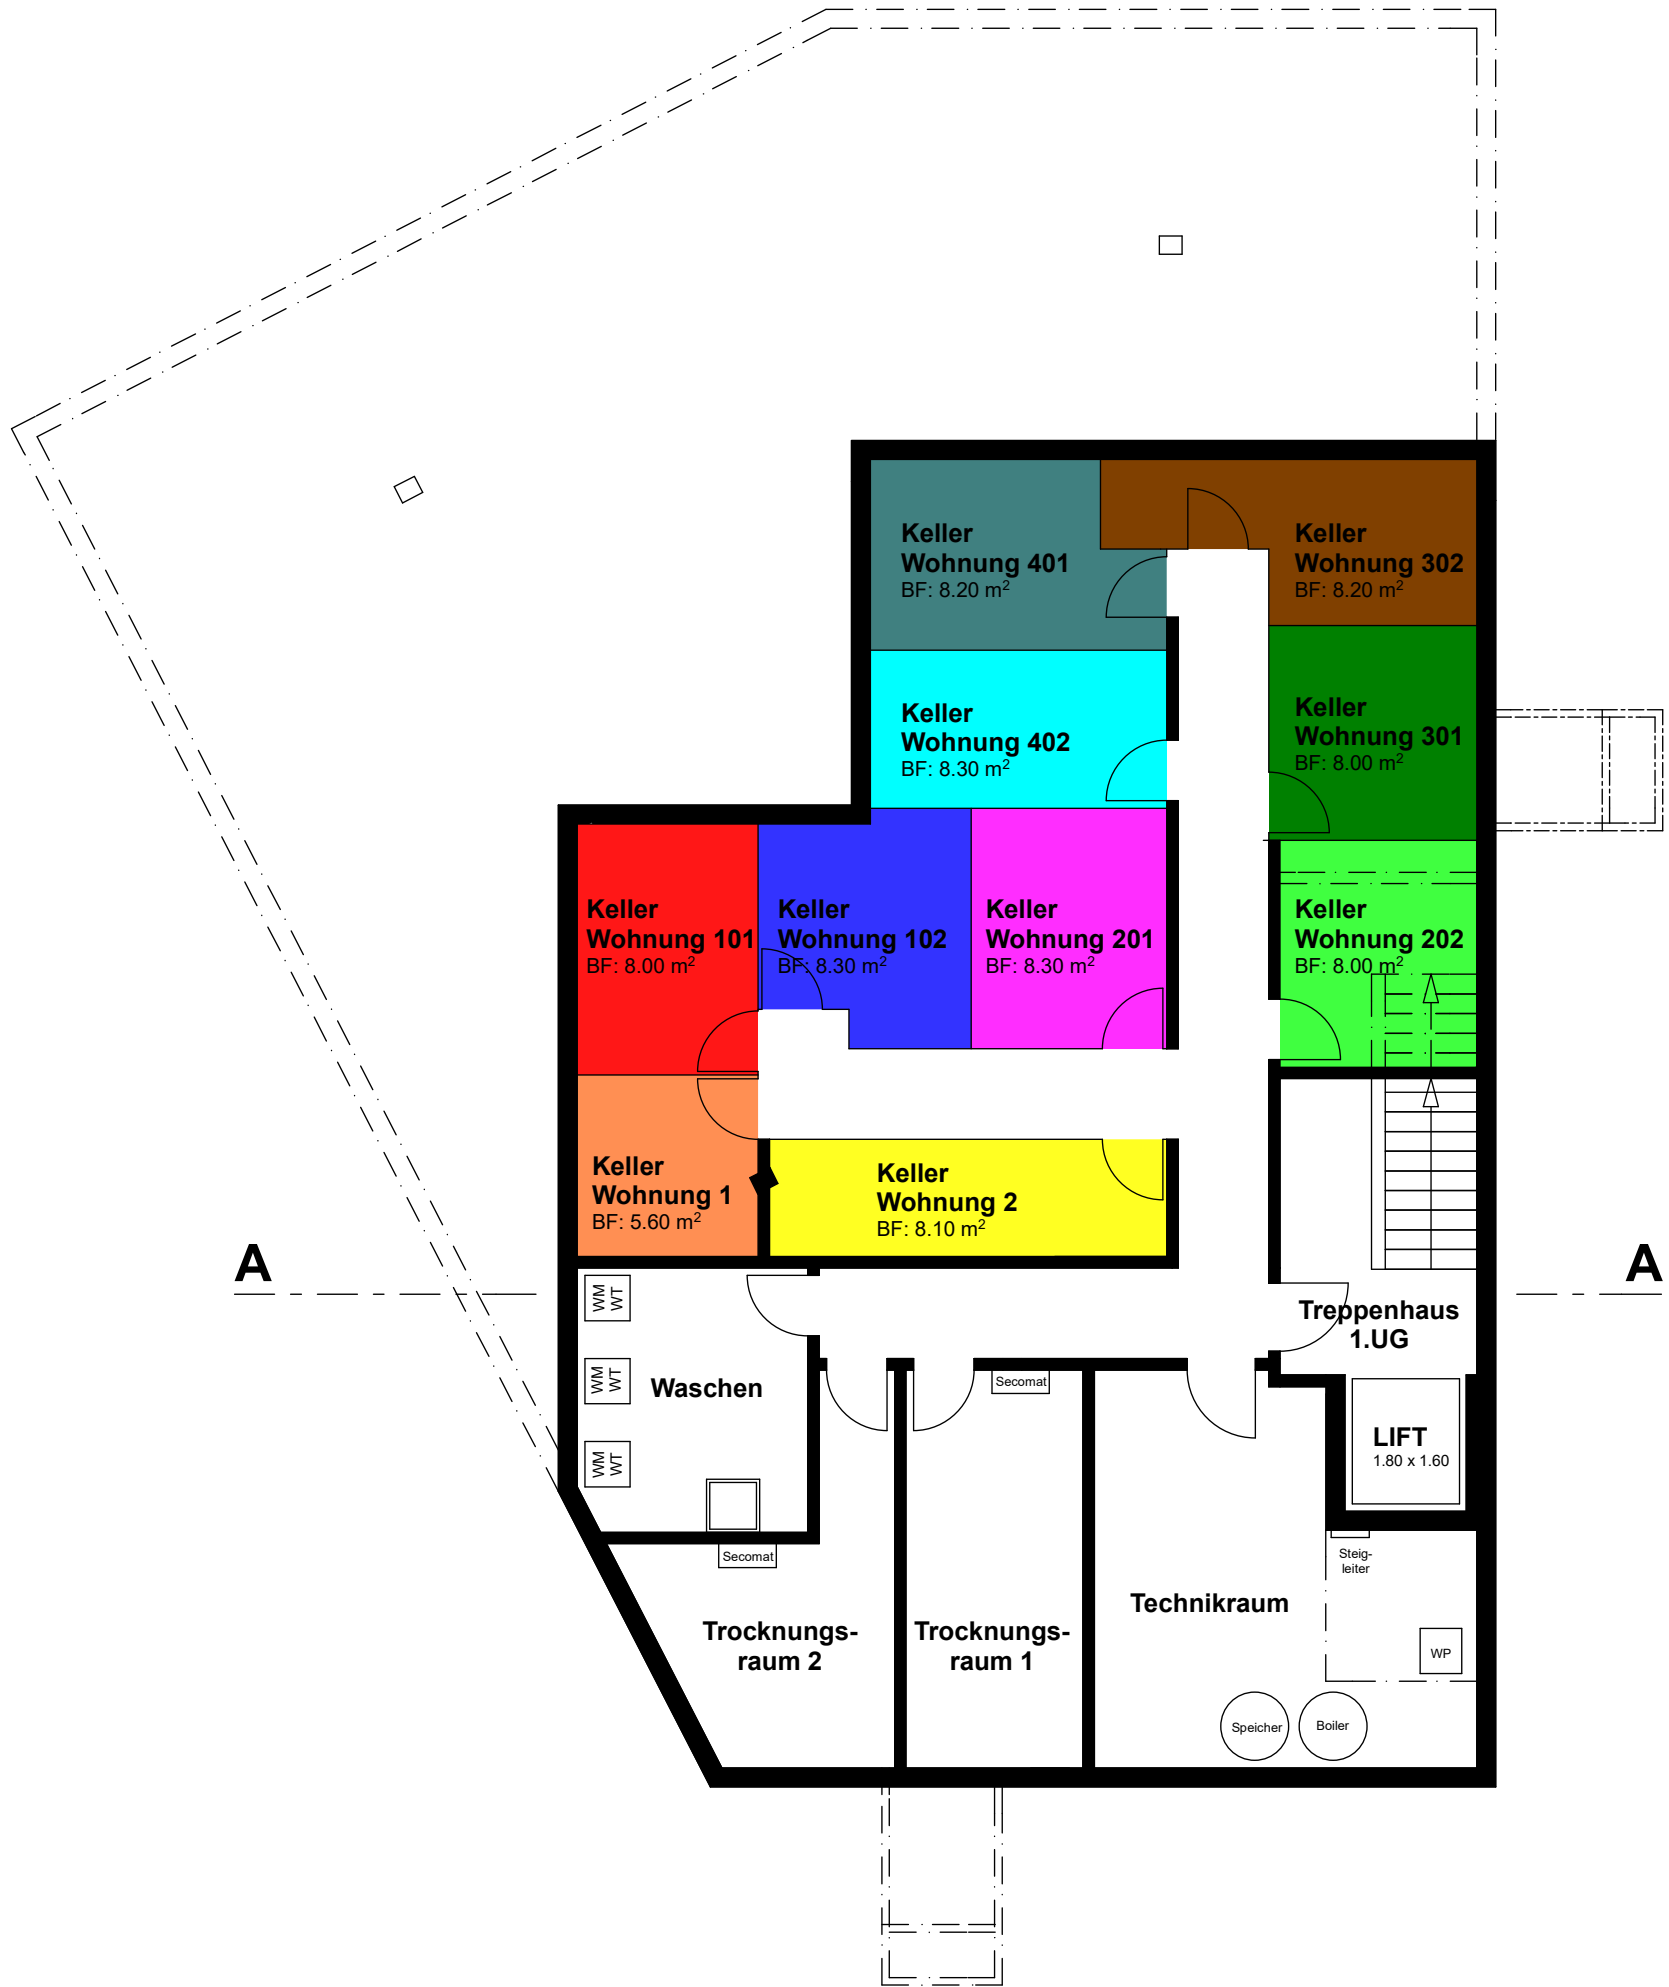 Keller
Wohnung 401
BF: 8.20 m²
Keller
Wohnung 302
BF: 8.20 m²
Keller
Wohnung 402
BF: 8.30 m²
Keller
Wohnung 301
BF: 8.00 m²
Keller
Wohnung 101
BF: 8.00 m²
Keller
Wohnung 102
BF: 8.30 m²
Keller
Wohnung 201
BF: 8.30 m²
Keller
Wohnung 202
BF: 8.00 m²
Keller
Wohnung 1
BF: 5.60 m²
Keller
Wohnung 2
BF: 8.10 m²
A
A
WM
WT
Treppenhaus
1.UG
WM
WT
Waschen
Secomat
WM
WT
LIFT
1.80 x 1.60
Secomat
Steig-
leiter
Trocknungs-
raum 2
Trocknungs-
raum 1
Technikraum
WP
Speicher
Boiler